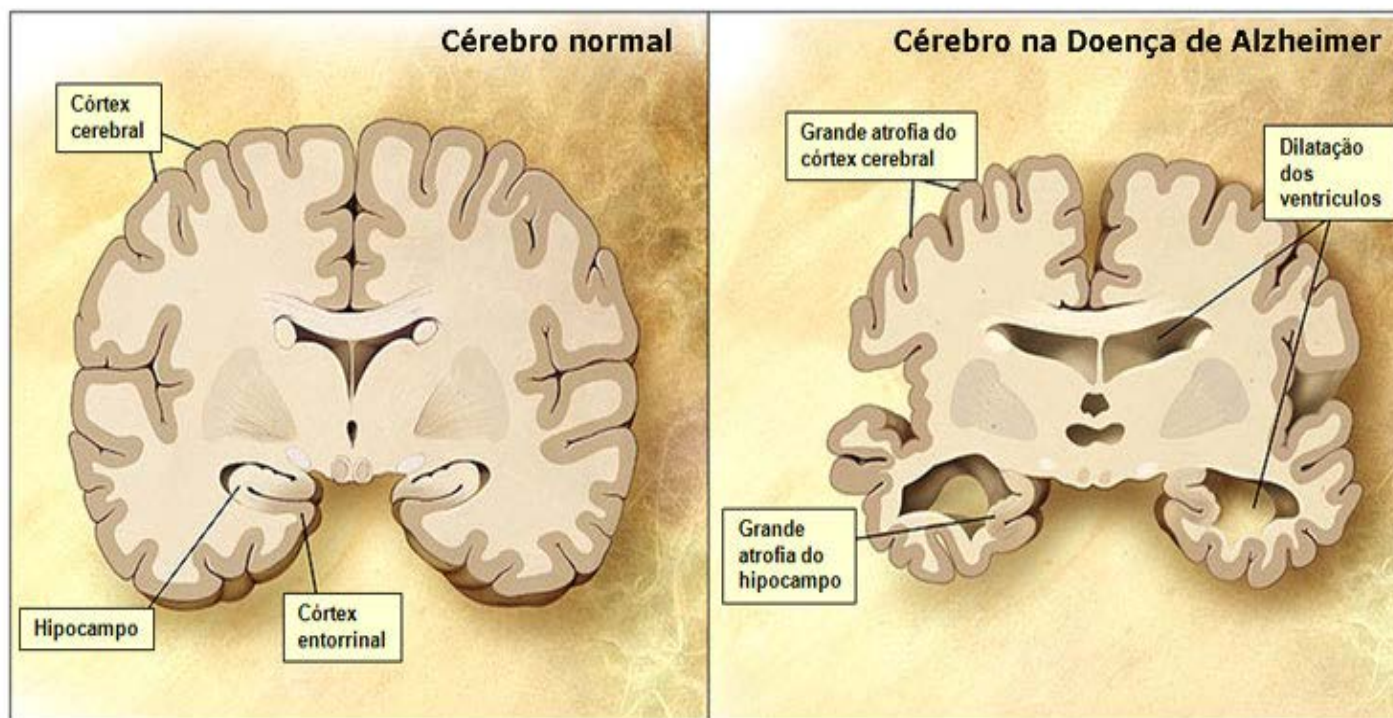 Cérebro normal
Córtex
cerebral
Hipocampo
Córtex
entorrinal
Cérebro na Doença de Alzheimer
Grande atrofia do
córtex cerebral
Dilatação
dos
ventrículos
Grande
atrofia do
hipocampo